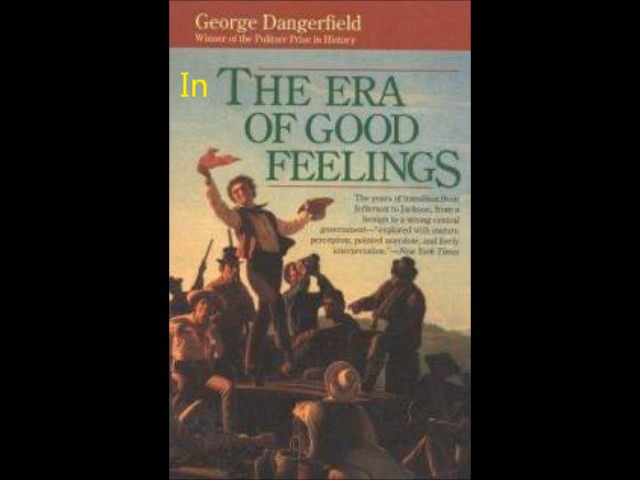 George Dangerfield
Winner of the Pulitzer Prize in History
In THE ERA
OF GOOD
FEELINGS
The years of transition from
Jefferson to Jackson, from a
benign to a strong central
government—"explored with mature
perception, pointed anecdote, and lively
interpretation."—New York Times